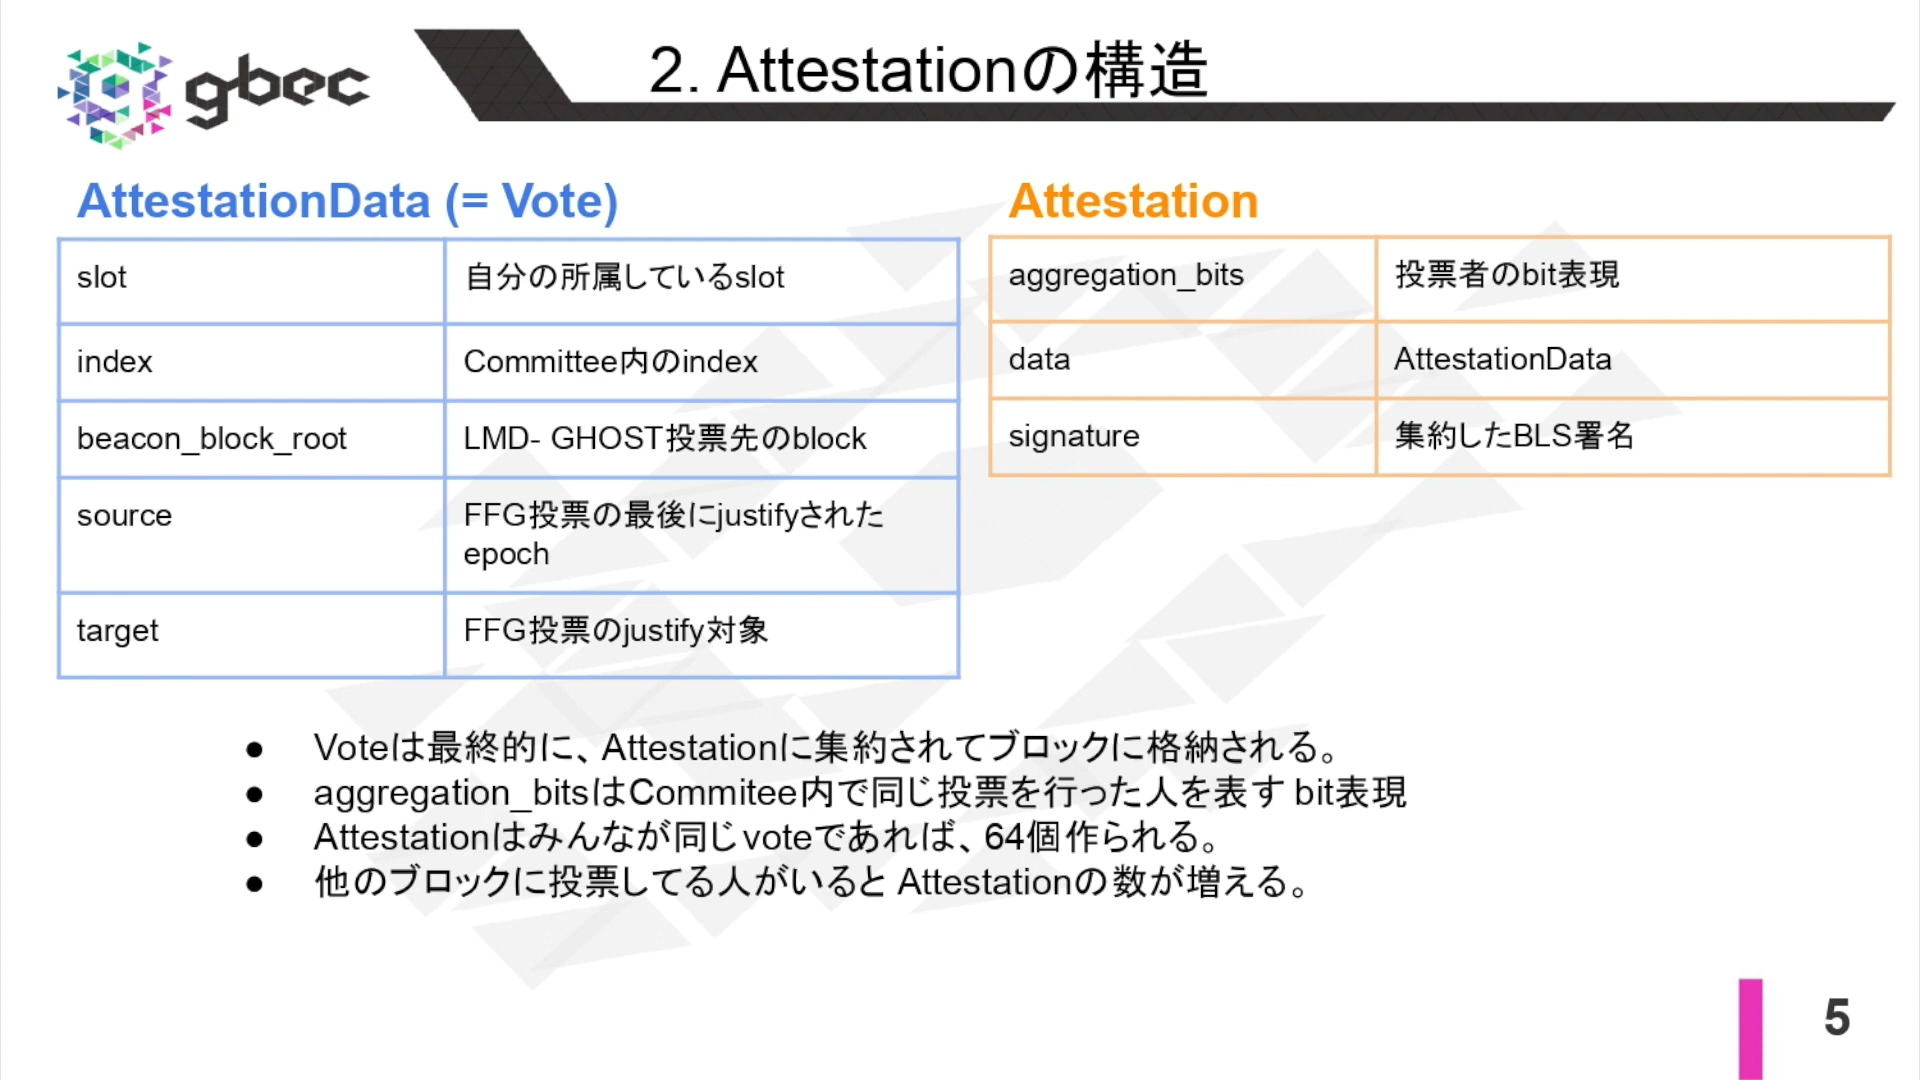 gbec
2. Attestationの構造
AttestationData (= Vote)
slot 自分の所属しているslot
index Committee内のindex
beacon_block_root LMD- GHOST投票先のblock
source FFG投票の最後にjustifyされた
epoch
target FFG投票のjustify対象
Attestation
aggregation_bits 投票者のbit表現
data AttestationData
signature 集約したBLS署名
● Voteは最終的に、Attestationに集約されてブロックに格納される。
● aggregation_bitsはCommitee内で同じ投票を行った人を表す bit表現
● Attestationはみんなが同じvoteであれば、64個作られる。
● 他のブロックに投票してる人がいると Attestationの数が増える。
5